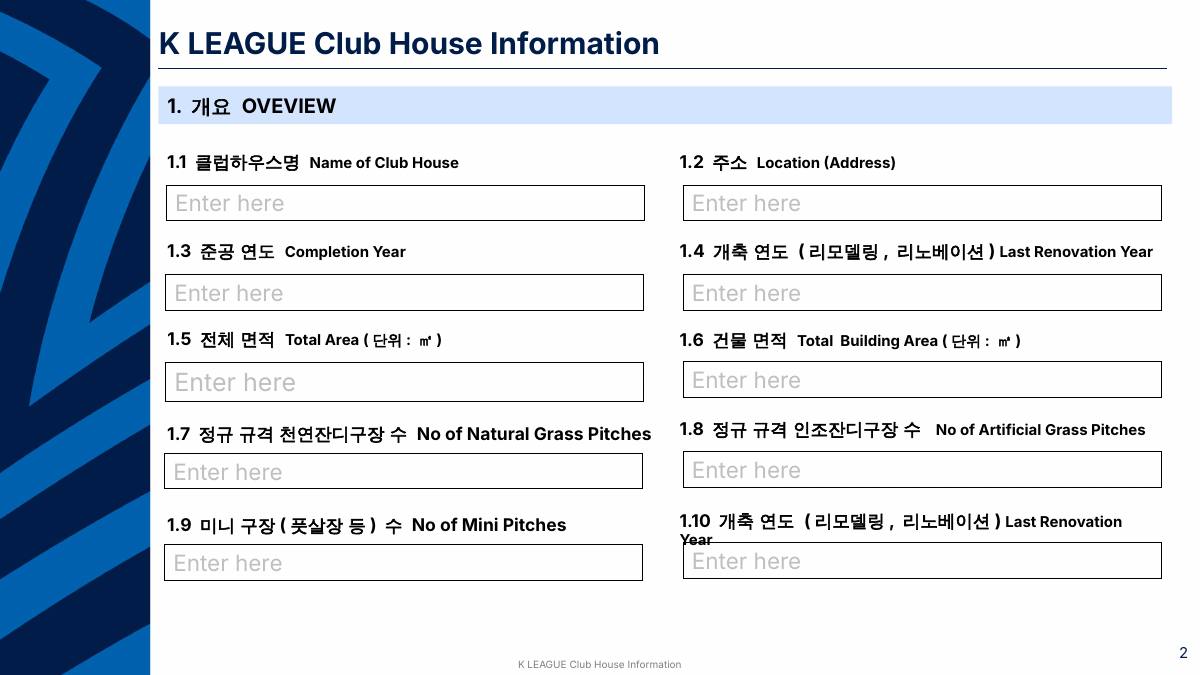 K LEAGUE Club House Information
1. 개요 OVEVIEW
1.1 클럽하우스명 Name of Club House
1.2 주소 Location (Address)
Enter here
Enter here
1.3 준공 연도 Completion Year
1.4 개축 연도 ( 리모델링 , 리노베이션 ) Last Renovation Year
Enter here
Enter here
1.5 전체 면적 Total Area ( 단위 : ㎡ )
1.6 건물 면적 Total Building Area ( 단위 : ㎡ )
Enter here
Enter here
1.7 정규 규격 천연잔디구장 수 No of Natural Grass Pitches
1.8 정규 규격 인조잔디구장 수 No of Artificial Grass Pitches
Enter here
Enter here
1.9 미니 구장 ( 풋살장 등 ) 수 No of Mini Pitches
1.10 개축 연도 ( 리모델링 , 리노베이션 ) Last Renovation
Year
Enter here
Enter here
K LEAGUE Club House Information
2